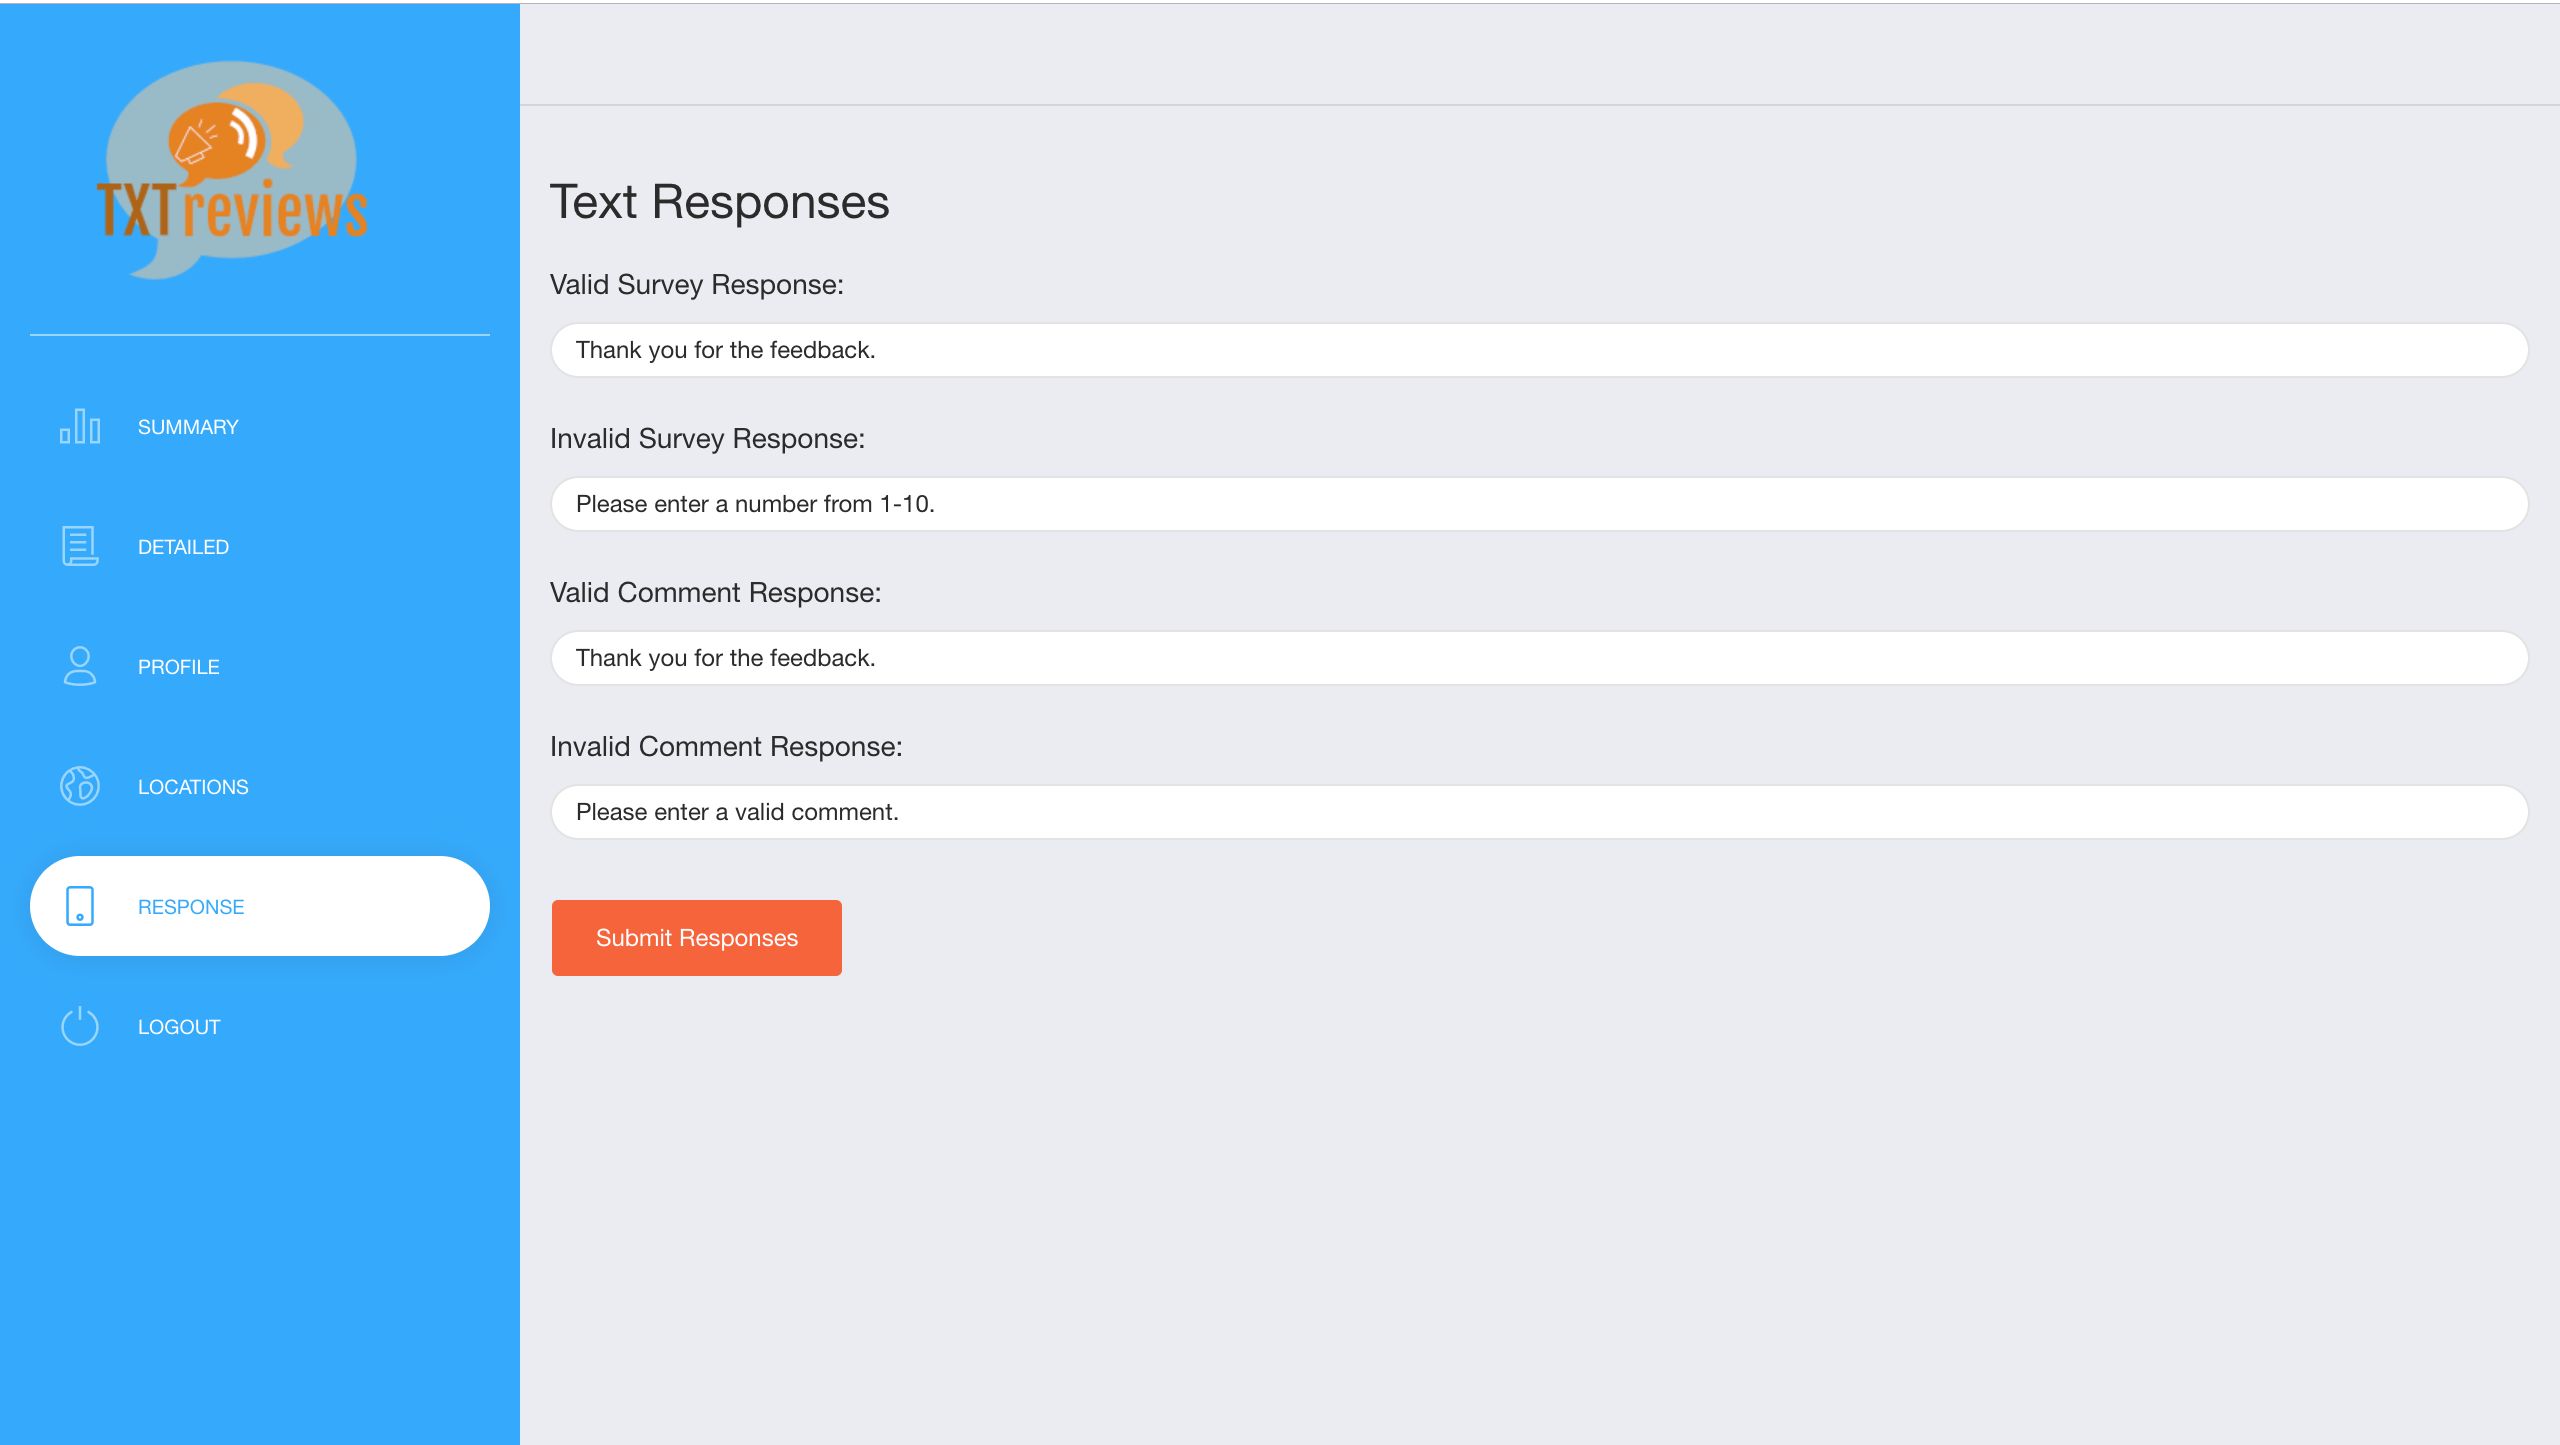 TXTreviews
SUMMARY
DETAILED
PROFILE
LOCATIONS
RESPONSE
LOGOUT
Text Responses
Valid Survey Response:
Thank you for the feedback.
Invalid Survey Response:
Please enter a number from 1-10.
Valid Comment Response:
Thank you for the feedback.
Invalid Comment Response:
Please enter a valid comment.
Submit Responses